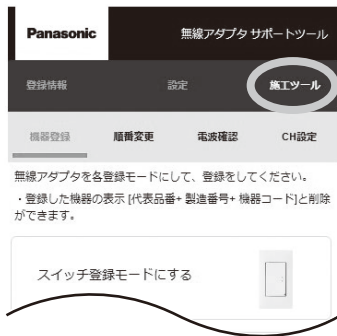 Panasonic 無線アダプタ サポートツール
登録情報 設定 施工ツール
機器登録 順番変更 電波確認 CH設定
無線アダプタを各登録モードにして、登録をしてください。
・登録した機器の表示 [代表品番+ 製造番号+ 機器コード]と削除
ができます。
スイッチ登録モードにする